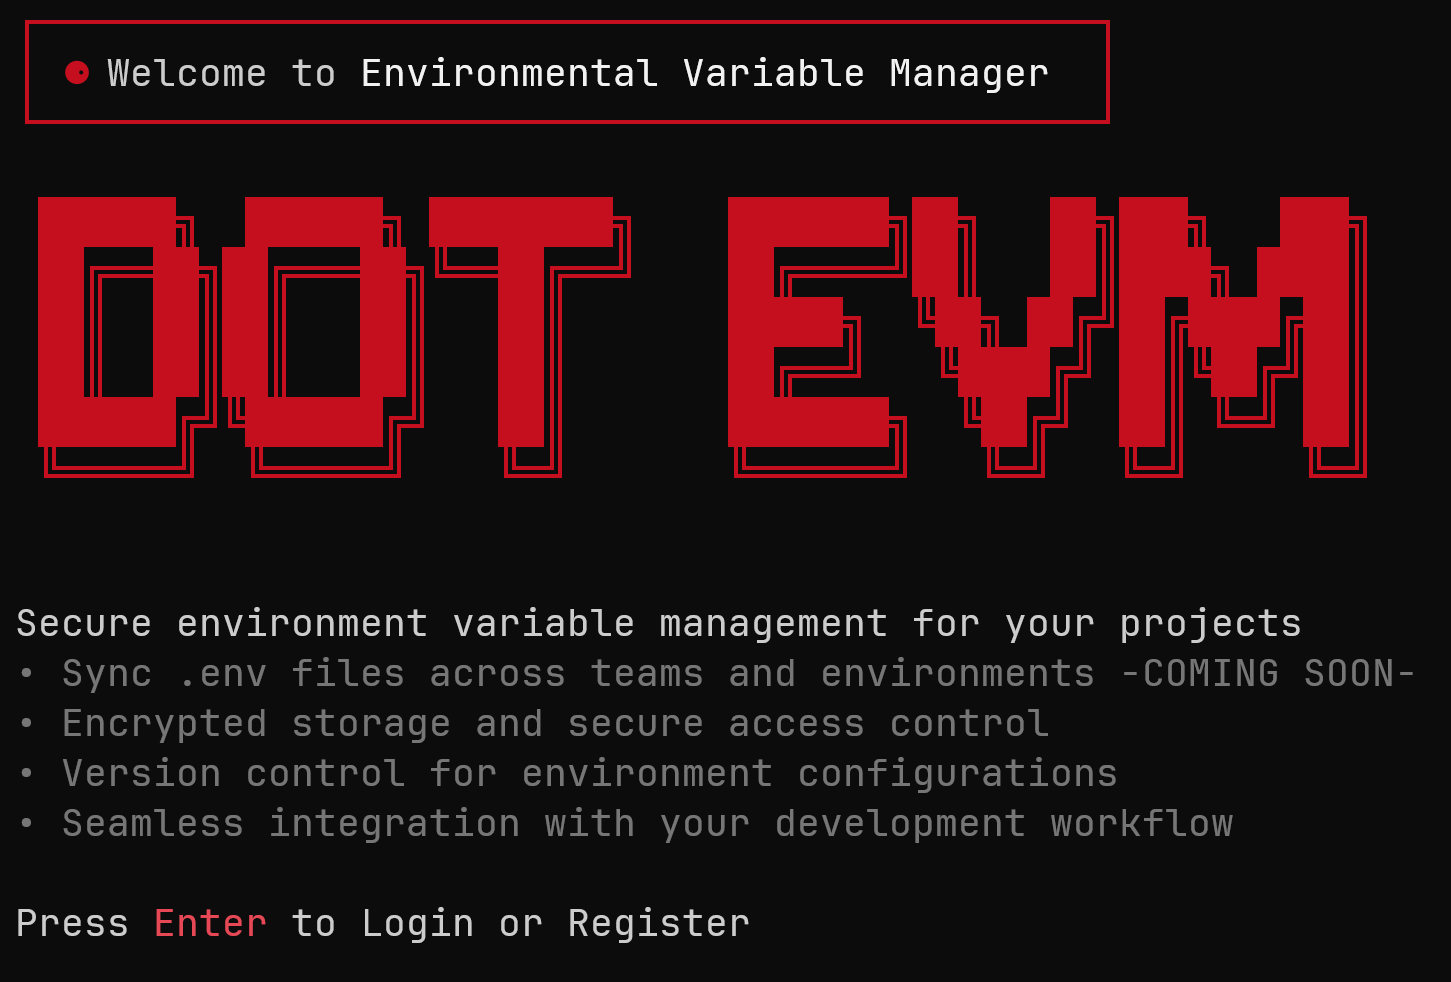 Welcome to Environmental Variable Manager
DOT EVM
Secure environment variable management for your projects
• Sync .env files across teams and environments -COMING SOON-
• Encrypted storage and secure access control
• Version control for environment configurations
• Seamless integration with your development workflow
Press Enter to Login or Register